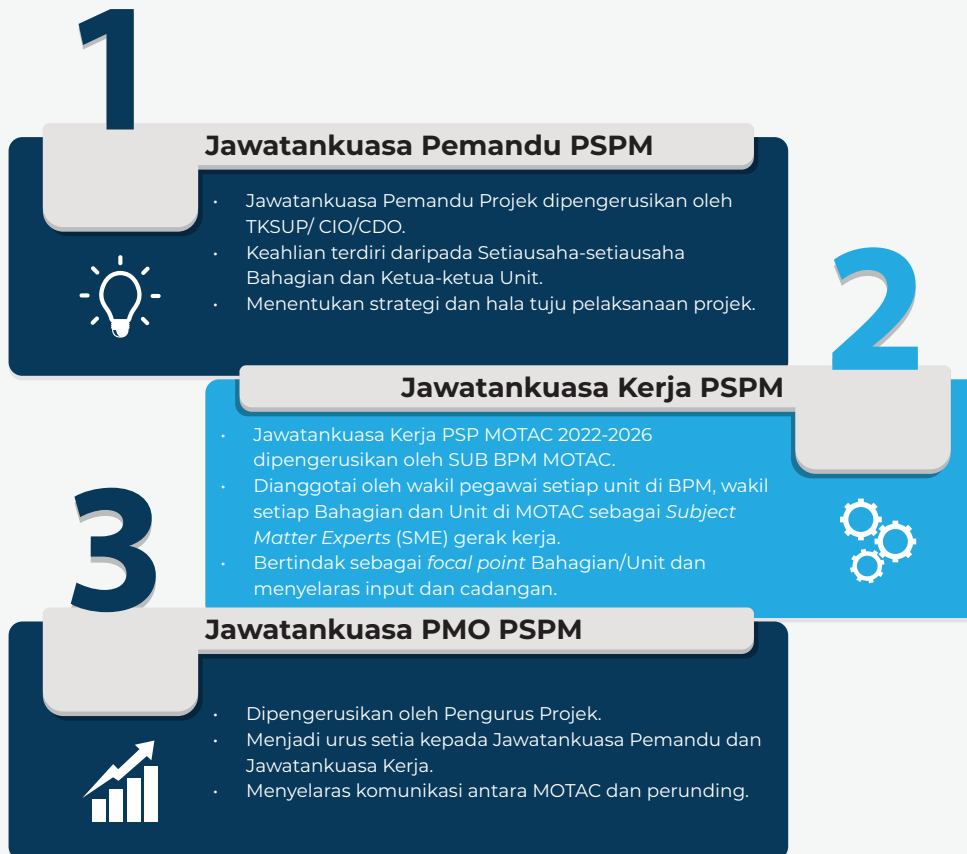 1
Jawatankuasa Pemandu PSPM
• Jawatankuasa Pemandu Projek dipengerusikan oleh
TKSUP/ CIO/CDO.
• Keahlian terdiri daripada Setiausaha-setiausaha
Bahagian dan Ketua-ketua Unit.
• Menentukan strategi dan hala tuju pelaksanaan projek.
2
Jawatankuasa Kerja PSPM
• Jawatankuasa Kerja PSP MOTAC 2022-2026
dipengerusikan oleh SUB BPM MOTAC.
• Dianggotai oleh wakil pegawai setiap unit di BPM, wakil
setiap Bahagian dan Unit di MOTAC sebagai Subject
Matter Experts (SME) gerak kerja.
• Bertindak sebagai focal point Bahagian/Unit dan
menyelaras input dan cadangan.
3
Jawatankuasa PMO PSPM
• Dipengerusikan oleh Pengurus Projek.
• Menjadi urus setia kepada Jawatankuasa Pemandu dan
Jawatankuasa Kerja.
• Menyelaras komunikasi antara MOTAC dan perunding.